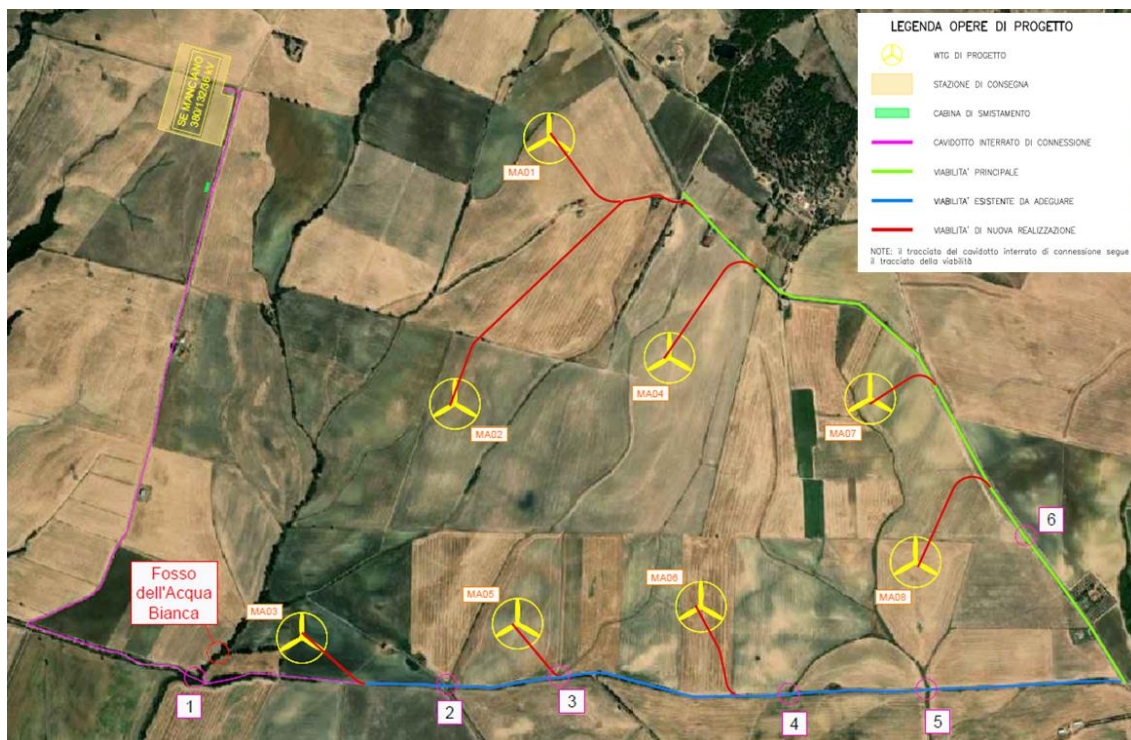 LEGENDA OPERE DI PROGETTO
WTG DI PROGETTO
STAZIONE DI CONSEGNA
CABINA DI SMISTAMENTO
CAVIDOTTO INTERRATO DI CONNESSIONE
VIABILITA' PRINCIPALE
VIABILITA' ESISTENTE DA ADEGUARE
VIABILITA' DI NUOVA REALIZZAZIONE
NOTE: il tracciato del cavidotto interrato di connessione segue
il tracciato della viabilità
SE MANCIANO
380/132/36 kV
MA01
MA02
MA04
MA07
6
Fosso
dell'Acqua
Bianca
MA03
MA05
MA06
MA08
1
2
3
4
5